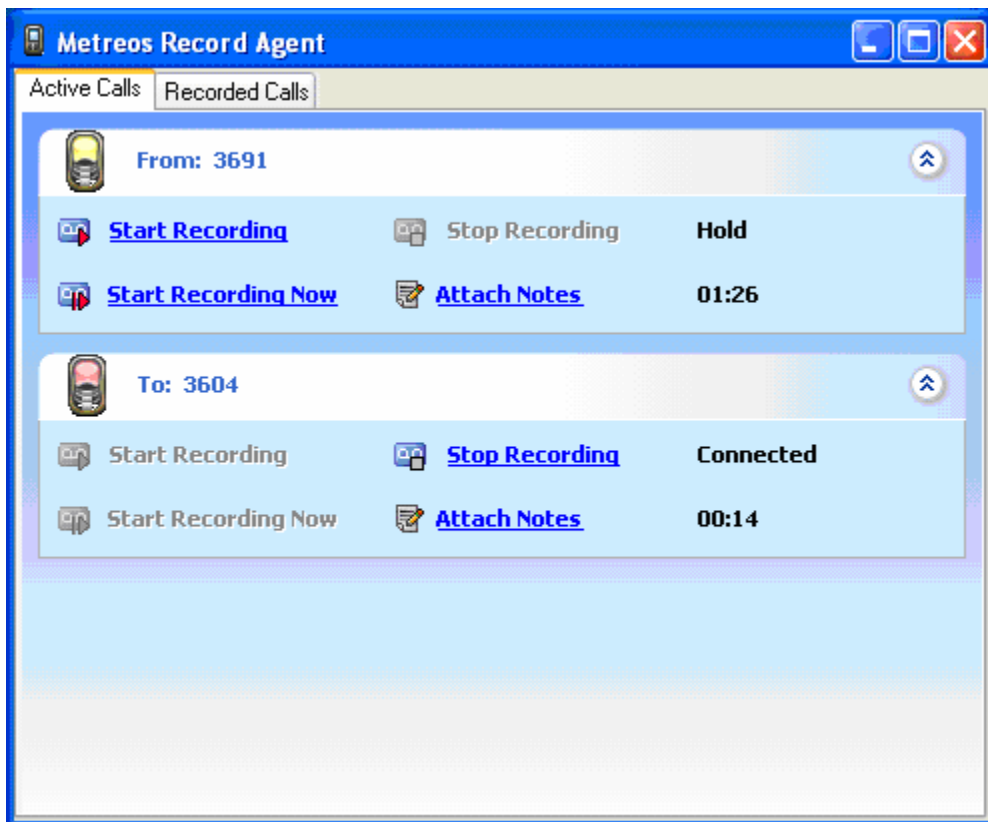 Metreos Record Agent
Active Calls Recorded Calls
From: 3691
Start Recording Stop Recording Hold
Start Recording Now Attach Notes 01:26
To: 3604
Start Recording Stop Recording Connected
Start Recording Now Attach Notes 00:14